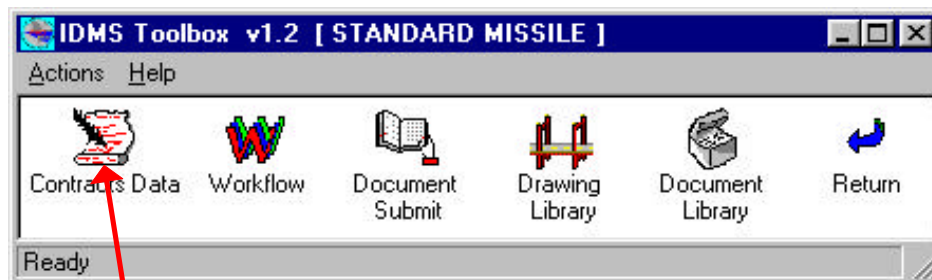 IDMS Toolbox v1.2 [ STANDARD MISSILE ]
Actions Help
Contracts Data Workflow Document Submit Drawing Library Document Library Return
Ready